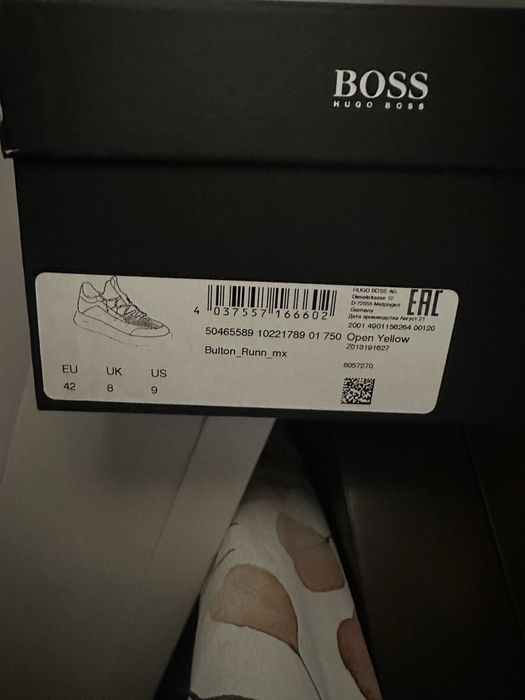 BOSS
HUGO BOSS
4 037557 166602
HUGO BOSS AG
Dieselstrasse 12
D-72555 Metzingen
Germany
Дата производства Август 21
EAC
2001 4901156264 00120
50465589 10221789 01 750 Open Yellow
Z013191627
Bulton_Runn_mx
6057270
EU UK US
42 8 9